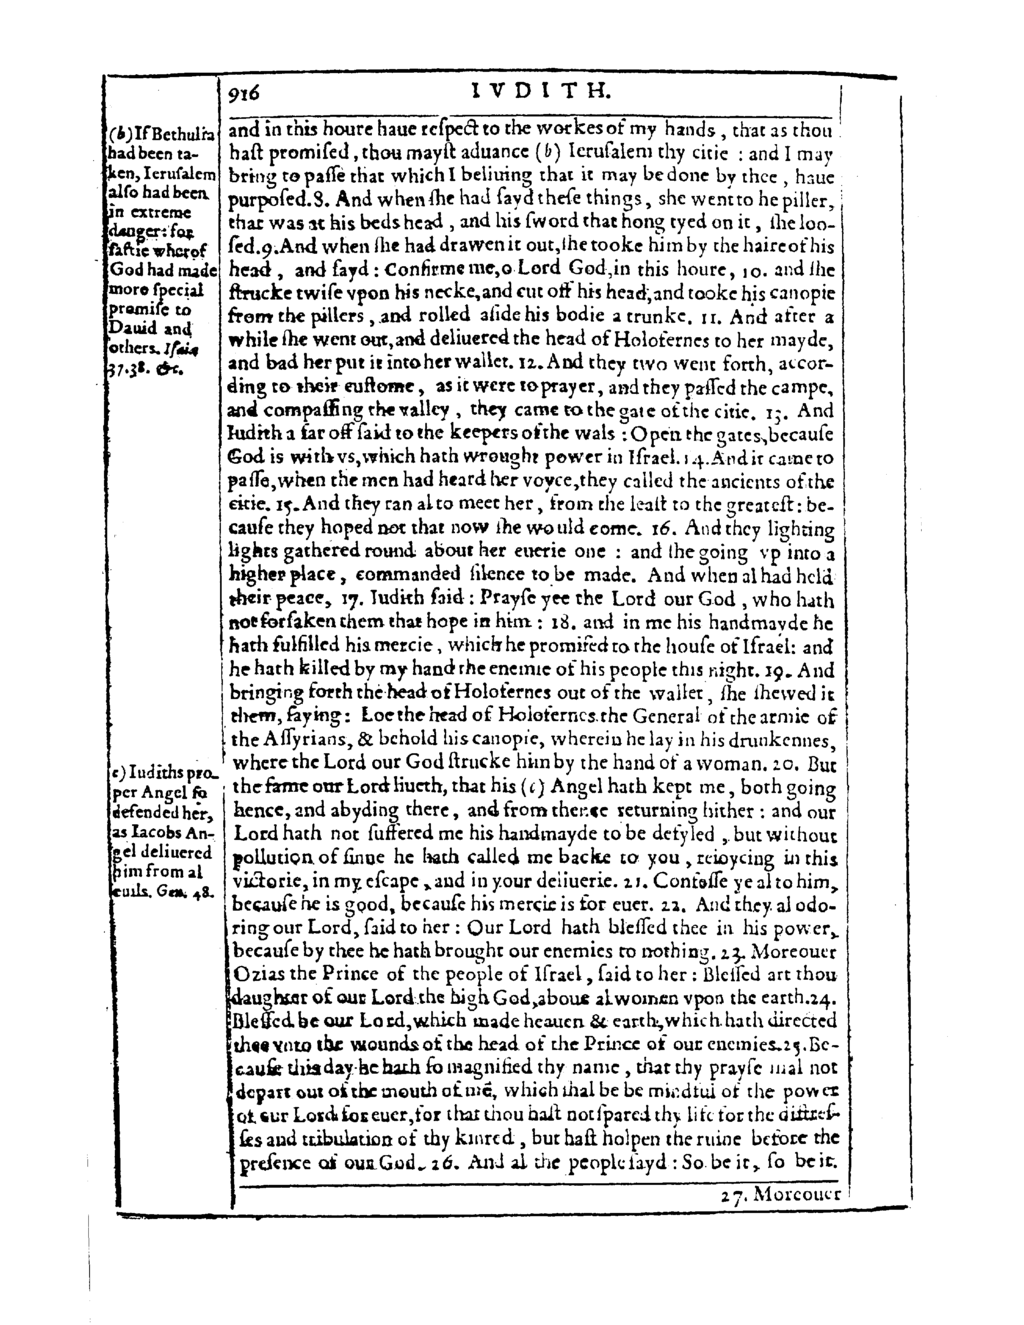 916
IVDITH.
(b) If Bethulia
had been ta-
ken, Ierusalem
also had been
in extreme
danger: for
saftie wherof
God had made
more special
promise to
Dauid and
others. Isaia
37.38. &c.
and in this houre haue respect to the workes of my hands, that as thou
hast promised, thou mayst aduance (b) Ierusalem thy citie : and I may
bring to passe that which I beliuing that it may be done by thee, haue
purposed. 8. And when she had sayd these things, she went to he piller,
that was at his beds head, and his sword that hong tyed on it, she loo-
sed. 9. And when she had drawen it out, she tooke him by the haire of his
head, and sayd : Confirme me, o Lord God, in this houre, 10. and she
strucke twise vpon his necke, and cut off his head, and tooke his canopie
from the pillers, and rolled aside his bodie a trunke. 11. And after a
while she went out, and deliuered the head of Holofernes to her mayde,
and bad her put it into her wallet. 12. And they two went forth, accor-
ding to their custome, as it were to prayer, and they passed the campe,
and compassing the valley, they came to the gate of the citie. 13. And
Iudith a far off said to the keepers of the wals : Open the gates, because
God is with vs, which hath wrought power in Israel. 14. And it came to
passe, when the men had heard her voyce, they called the ancients of the
citie. 15. And they ran al to meet her, from the least to the greatest: be-
cause they hoped not that now she would come. 16. And they lighting
lights gathered round about her euerie one : and she going vp into a
higher place, commanded silence to be made. And when al had held
their peace, 17. Iudith said : Prayse yee the Lord our God, who hath
not forsaken them that hope in him : 18. and in me his handmayde he
hath fulfilled his mercie, which he promised to the house of Israel: and
he hath killed by my hand the enemie of his people this night. 19. And
bringing forth the head of Holofernes out of the wallet, she shewed it
them, saying: Loe the head of Holofernes the General of the armie of
the Assyrians, & behold his canopie, wherein he lay in his drunkennes,
where the Lord our God strucke him by the hand of a woman. 20. But
the same our Lord liueth, that his (c) Angel hath kept me, both going
hence, and abyding there, and from thence returning hither : and our
Lord hath not suffered me his handmayde to be defyled, but without
pollution of sinne he hath called me backe to you, reioycing in this
victorie, in my escape, and in your deliuerie. 21. Confesse ye al to him,
because he is good, because his mercie is for euer. 22. And they al odo-
ring our Lord, said to her : Our Lord hath blessed thee in his power,
because by thee he hath brought our enemies to nothing. 23. Moreouer
Ozias the Prince of the people of Israel, said to her : Blessed art thou
daughter of our Lord the high God, aboue al women vpon the earth. 24.
Blessed be our Lord, which made heauen & earth, which hath directed
thee vnto the wounds of the head of the Prince of our enemies. 25. Be-
cause this day he hath so magnified thy name, that thy prayse shal not
depart out of the mouth of mē, which shal be be mindful of the power
of our Lord for euer, for that thou hast not spared thy life for the distres-
ses and tribulation of thy kinred, but hast holpen the ruine before the
presence of our God. 26. And al the people sayd : So be it, so be it.
c) Iudiths pro-
per Angel so
defended her,
as Iacobs An-
gel deliuered
him from al
euils. Gen. 48.
27. Moreouer